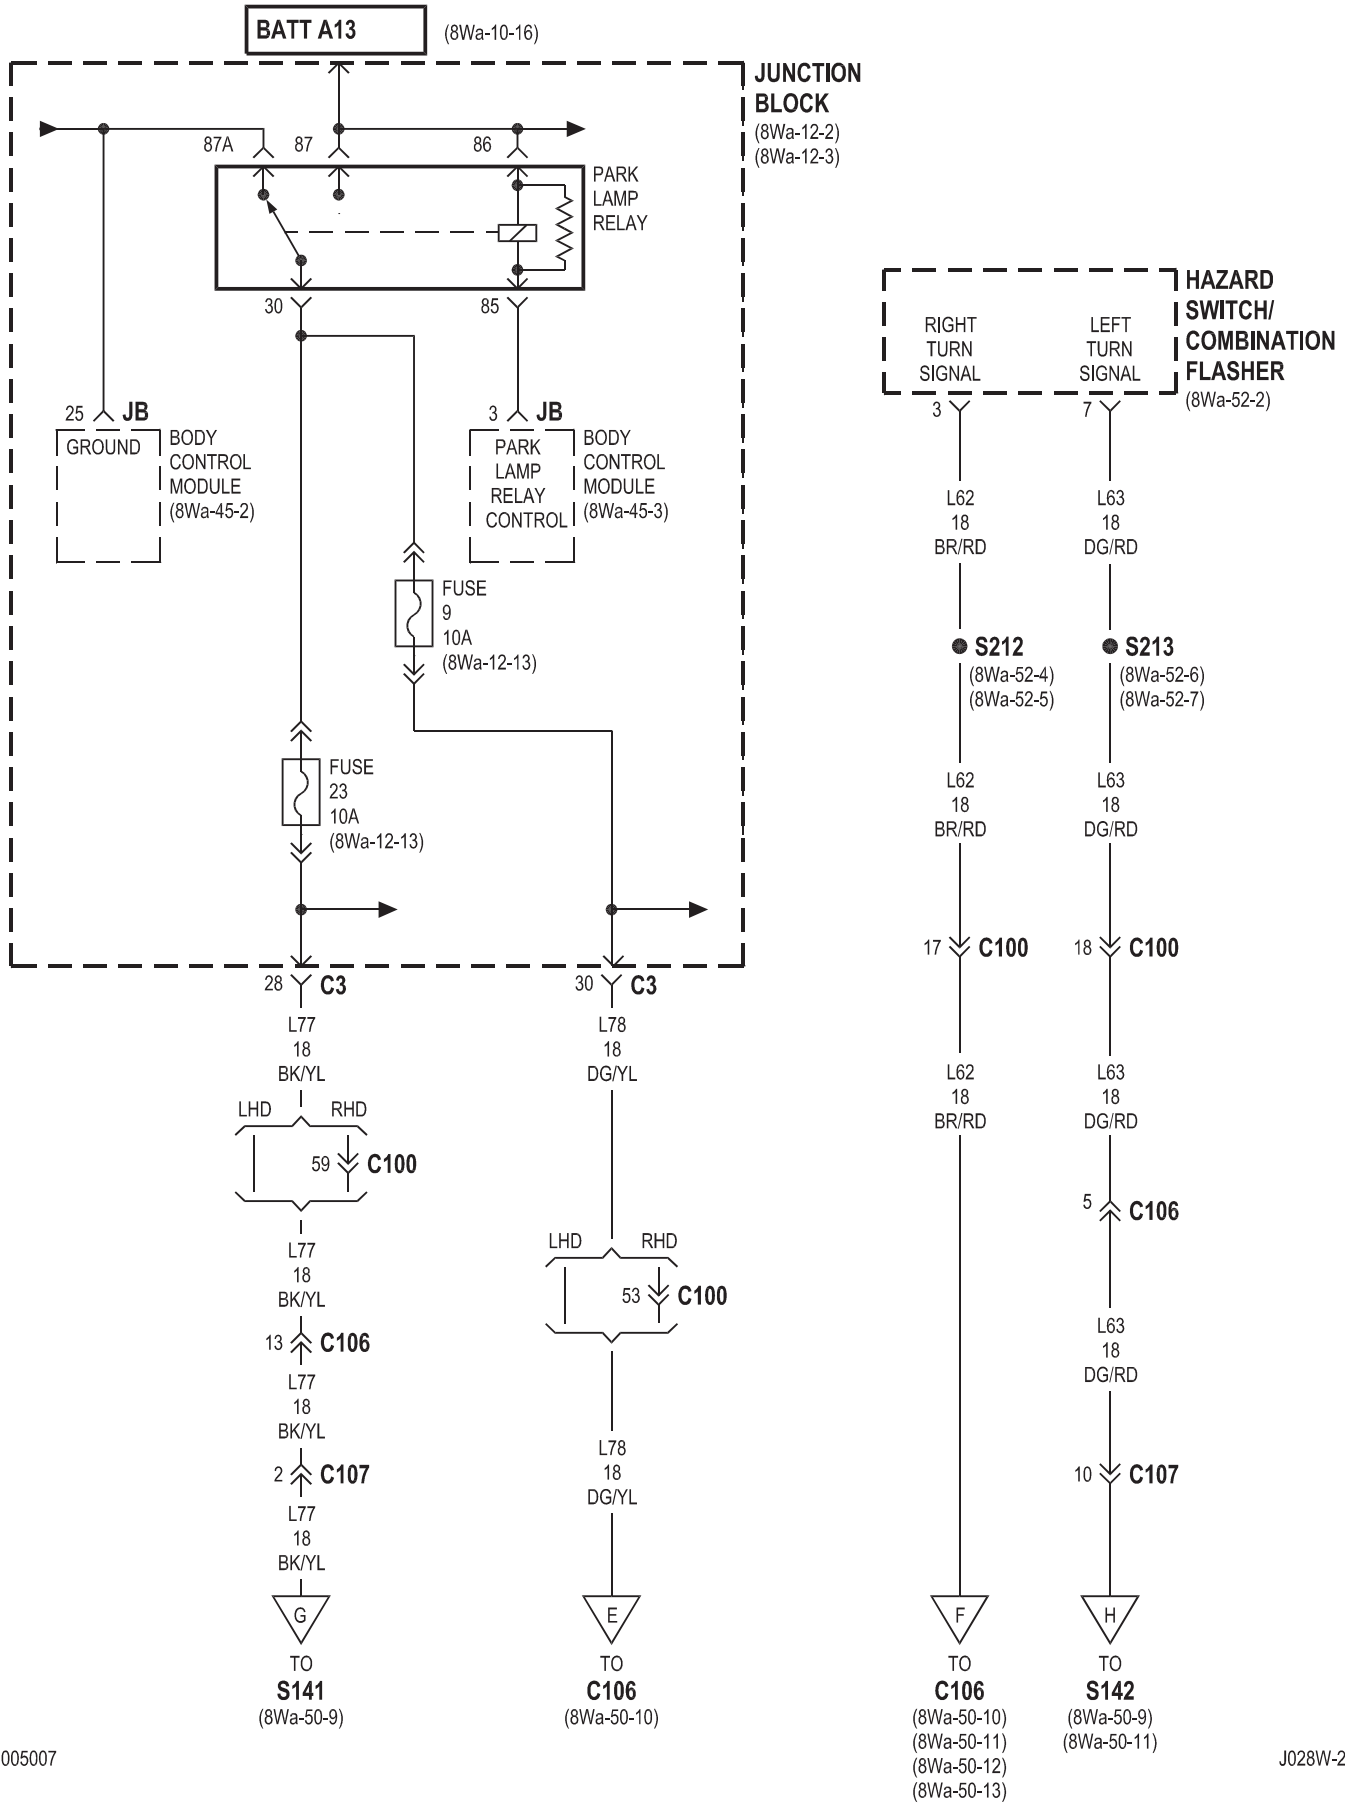 BATT A13
(8Wa-10-16)
JUNCTION
BLOCK
(8Wa-12-2)
(8Wa-12-3)
87A
87
86
PARK
LAMP
RELAY
30
85
HAZARD
SWITCH/
COMBINATION
FLASHER
(8Wa-52-2)
RIGHT
TURN
SIGNAL
LEFT
TURN
SIGNAL
3
7
25
JB
GROUND
BODY
CONTROL
MODULE
(8Wa-45-2)
3
JB
PARK
LAMP
RELAY
CONTROL
BODY
CONTROL
MODULE
(8Wa-45-3)
L62
18
BR/RD
L63
18
DG/RD
FUSE
9
10A
(8Wa-12-13)
S212
(8Wa-52-4)
(8Wa-52-5)
S213
(8Wa-52-6)
(8Wa-52-7)
FUSE
23
10A
(8Wa-12-13)
L62
18
BR/RD
L63
18
DG/RD
17
C100
18
C100
28
C3
30
C3
L77
18
BK/YL
L78
18
DG/YL
L62
18
BR/RD
L63
18
DG/RD
LHD
RHD
59
C100
5
C106
L77
18
BK/YL
LHD
RHD
53
C100
13
C106
L63
18
DG/RD
L77
18
BK/YL
2
C107
L78
18
DG/YL
10
C107
L77
18
BK/YL
G
TO
S141
(8Wa-50-9)
E
TO
C106
(8Wa-50-10)
F
TO
C106
(8Wa-50-10)
(8Wa-50-11)
(8Wa-50-12)
(8Wa-50-13)
H
TO
S142
(8Wa-50-9)
(8Wa-50-11)
005007
J028W-2